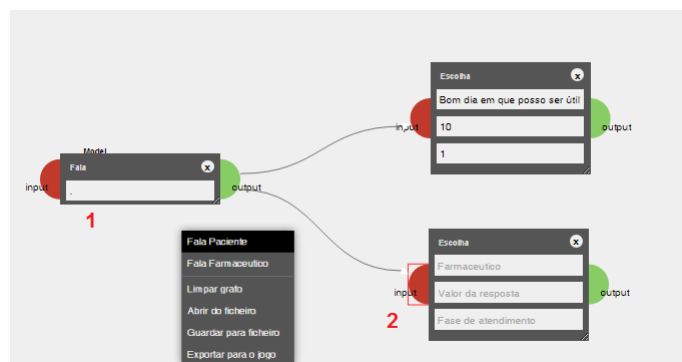 Escolha
x
Bom dia em que posso ser útil
input
10
output
1
Model
Fala
x
input
.
output
1
Fala Paciente
Fala Farmaceutico
Limpar grafo
Abrir do ficheiro
Guardar para ficheiro
Exportar para o jogo
Escolha
x
Farmaceutico
input
Valor da resposta
output
2
Fase de atendimento